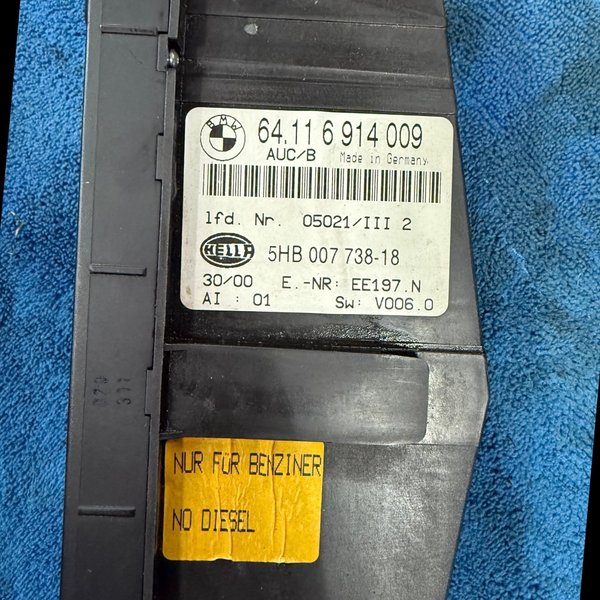 BMW
64.11 6 914 009
AUC/B Made in Germany
lfd. Nr. 05021/III 2
HELLA
5HB 007 738-18
30/00 E.-NR: EE197.N
AI : 01 SW: V006.0
NUR FÜR BENZINER
NO DIESEL